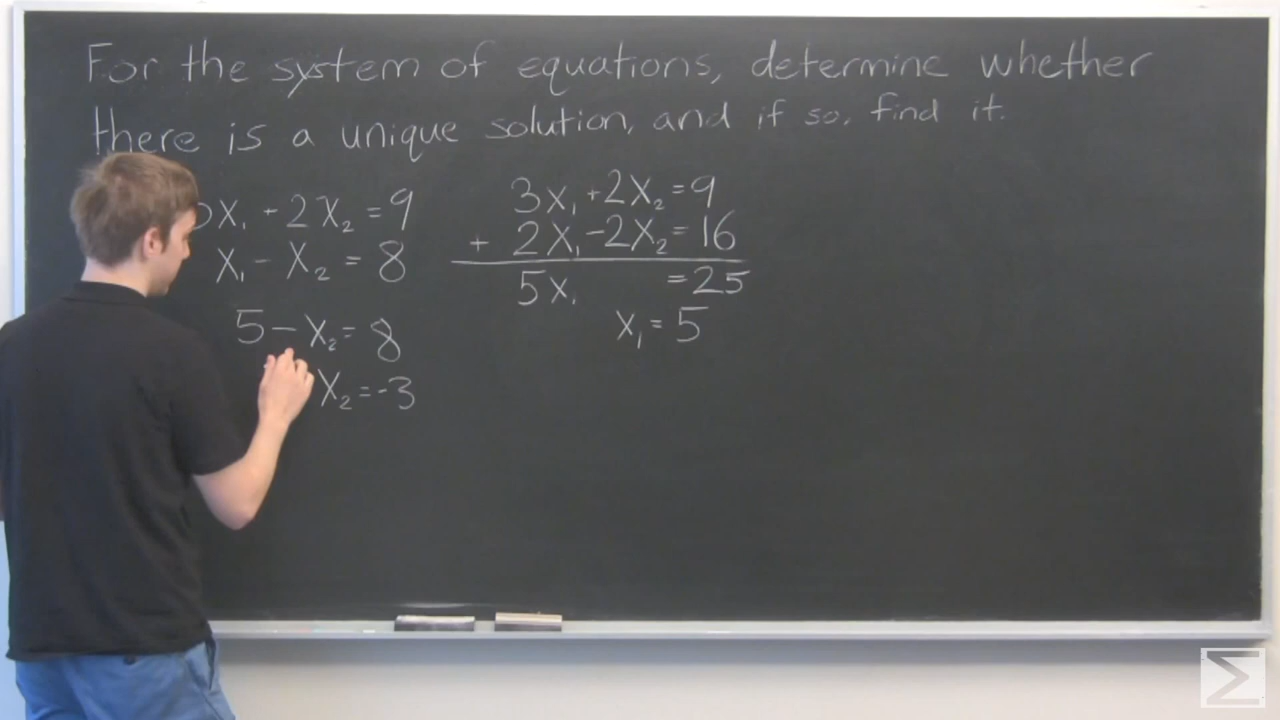 For the system of equations, determine whether
there is a unique solution, and if so, find it.
X₁ + 2X₂ = 9
X₁ - X₂ = 8
5 - X₂ = 8
X₂ = -3
3X₁ + 2X₂ = 9
+ 2X₁ - 2X₂ = 16
5X₁ = 25
X₁ = 5
Σ